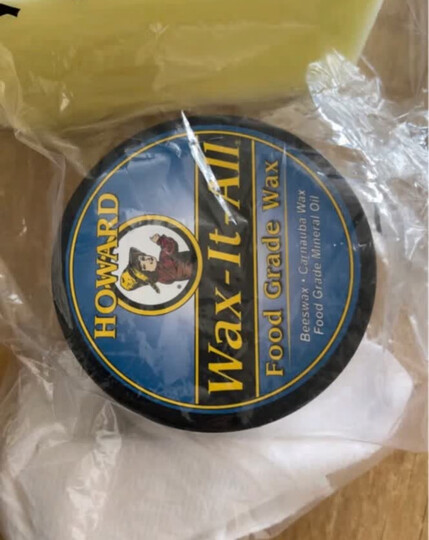 HOWARD
Wax-It-All
Food Grade Wax
Beeswax • Carnauba Wax
Food Grade Mineral Oil